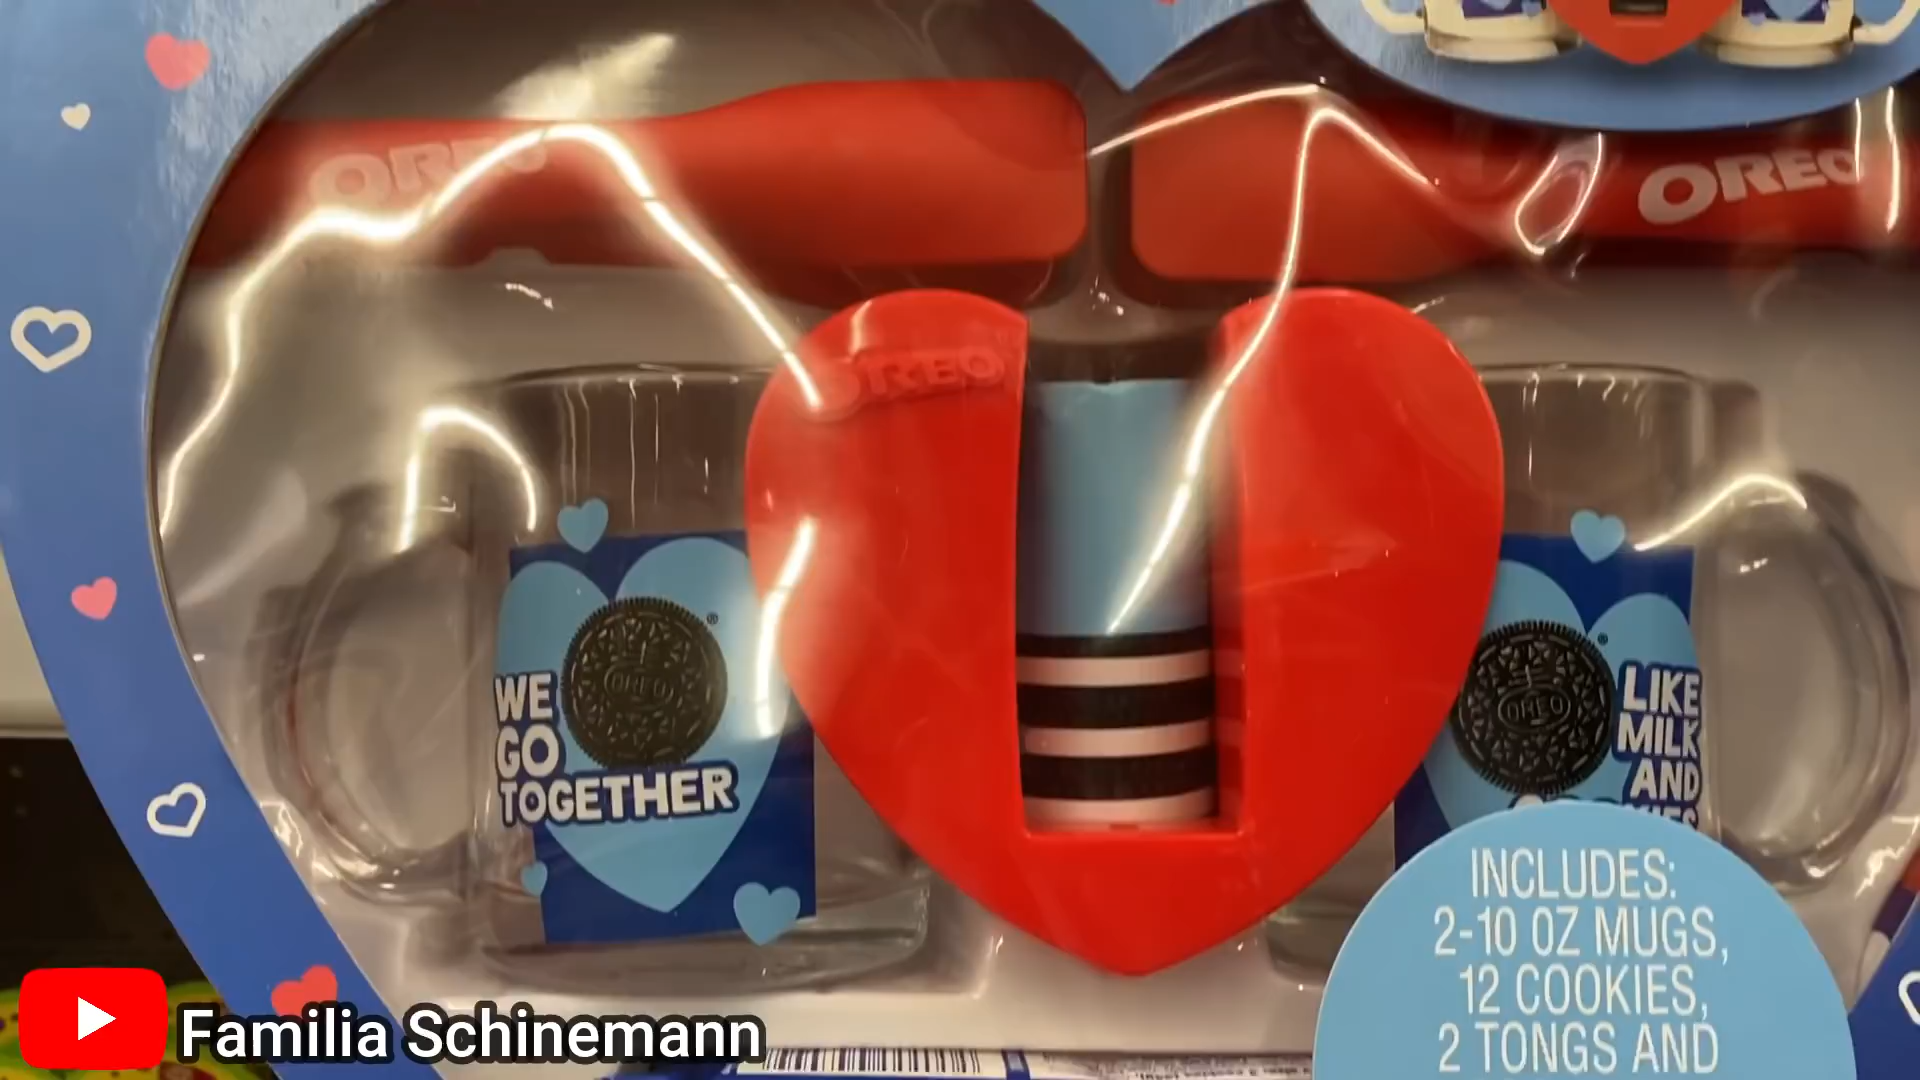 OREO
OREO
OREO
WE
GO
TOGETHER
OREO
®
LIKE
MILK
AND
OREO
®
INCLUDES:
2-10 OZ MUGS,
12 COOKIES,
2 TONGS AND
Familia Schinemann